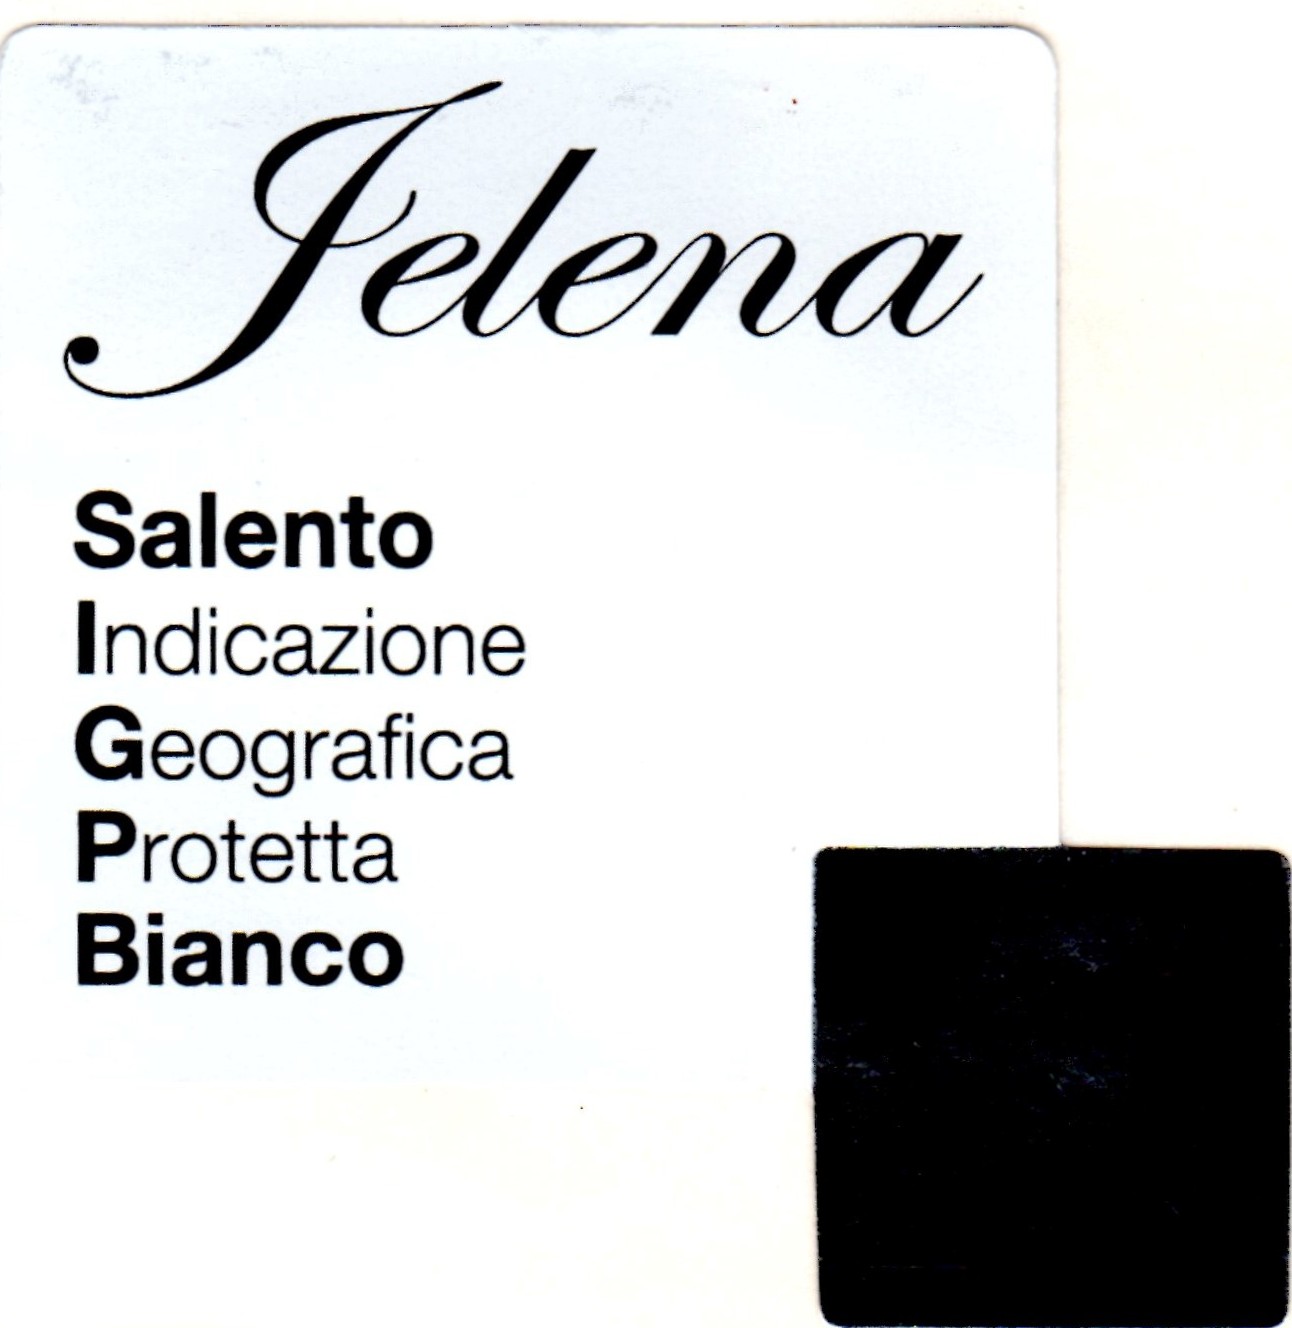 Jelena
Salento
Indicazione
Geografica
Protetta
Bianco